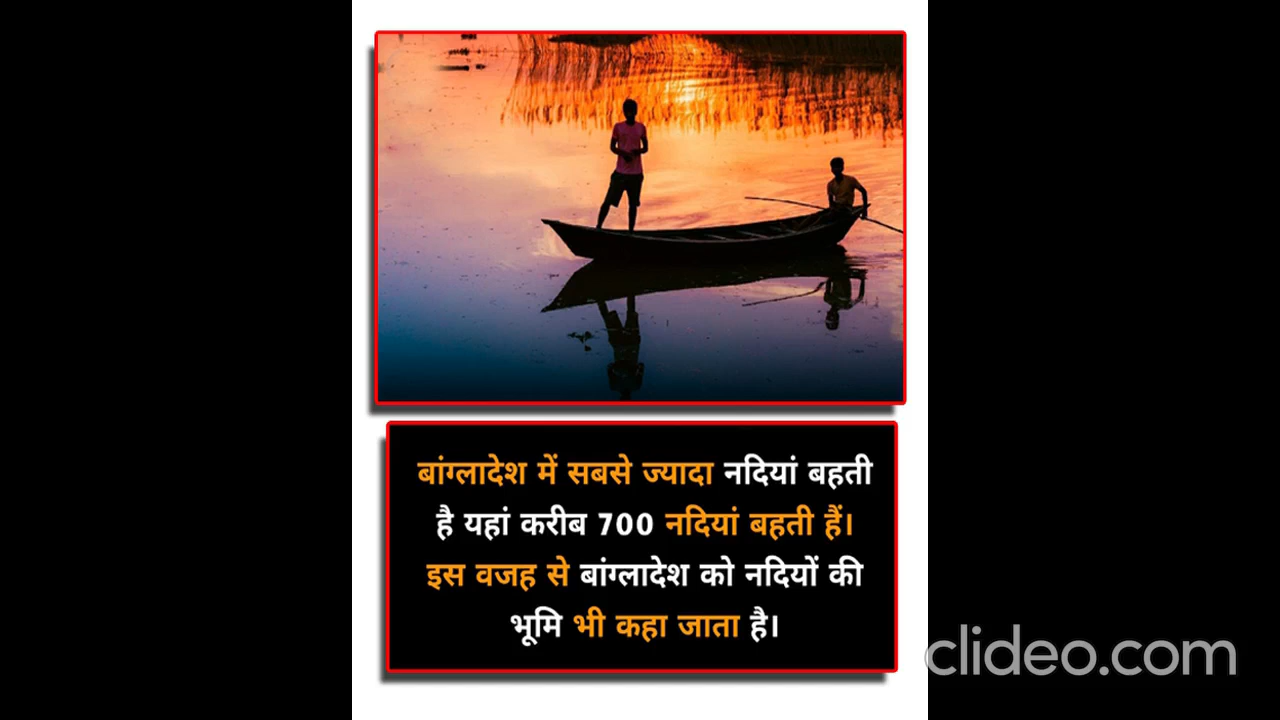 बांग्लादेश में सबसे ज्यादा नदियां बहती
है यहां करीब 700 नदियां बहती हैं।
इस वजह से बांग्लादेश को नदियों की
भूमि भी कहा जाता है।
clideo.com